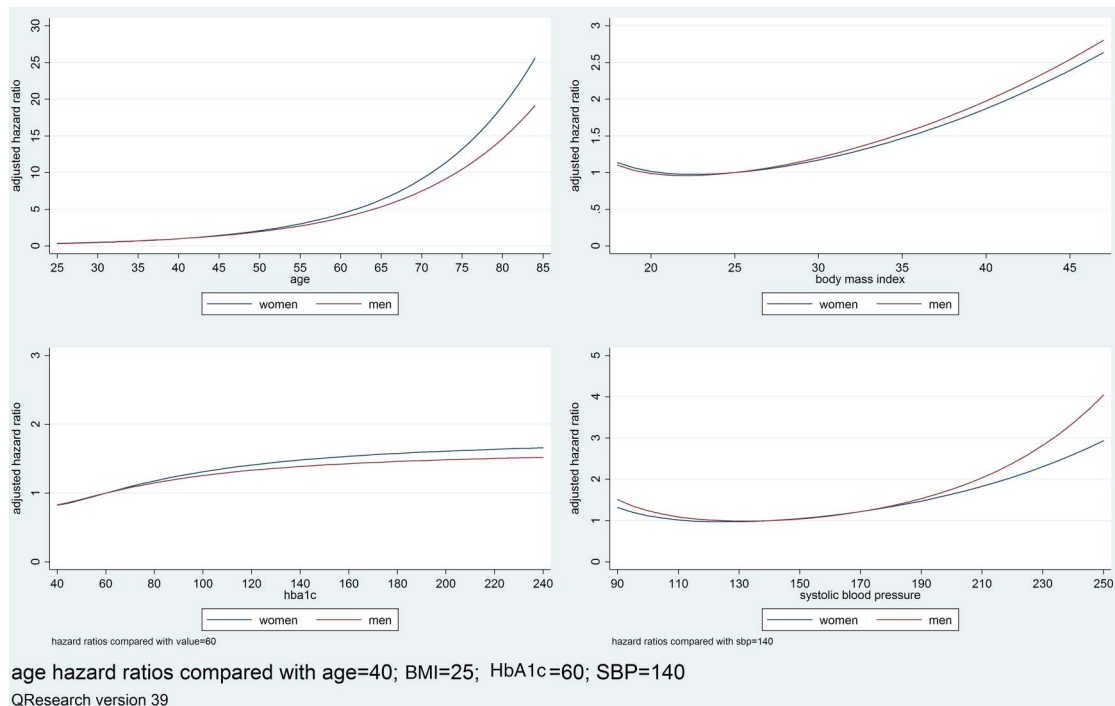 adjusted hazard ratio
30
25
20
15
10
5
0
25 30 35 40 45 50 55 60 65 70 75 80 85
age
women men
adjusted hazard ratio
3
2.5
2
1.5
1
.5
0
20 25 30 35 40 45
body mass index
women men
adjusted hazard ratio
3
2
1
0
40 60 80 100 120 140 160 180 200 220 240
hba1c
women men
hazard ratios compared with value=60
adjusted hazard ratio
5
4
3
2
1
0
90 110 130 150 170 190 210 230 250
systolic blood pressure
women men
hazard ratios compared with sbp=140
age hazard ratios compared with age=40; BMI=25; HbA1c=60; SBP=140
QResearch version 39